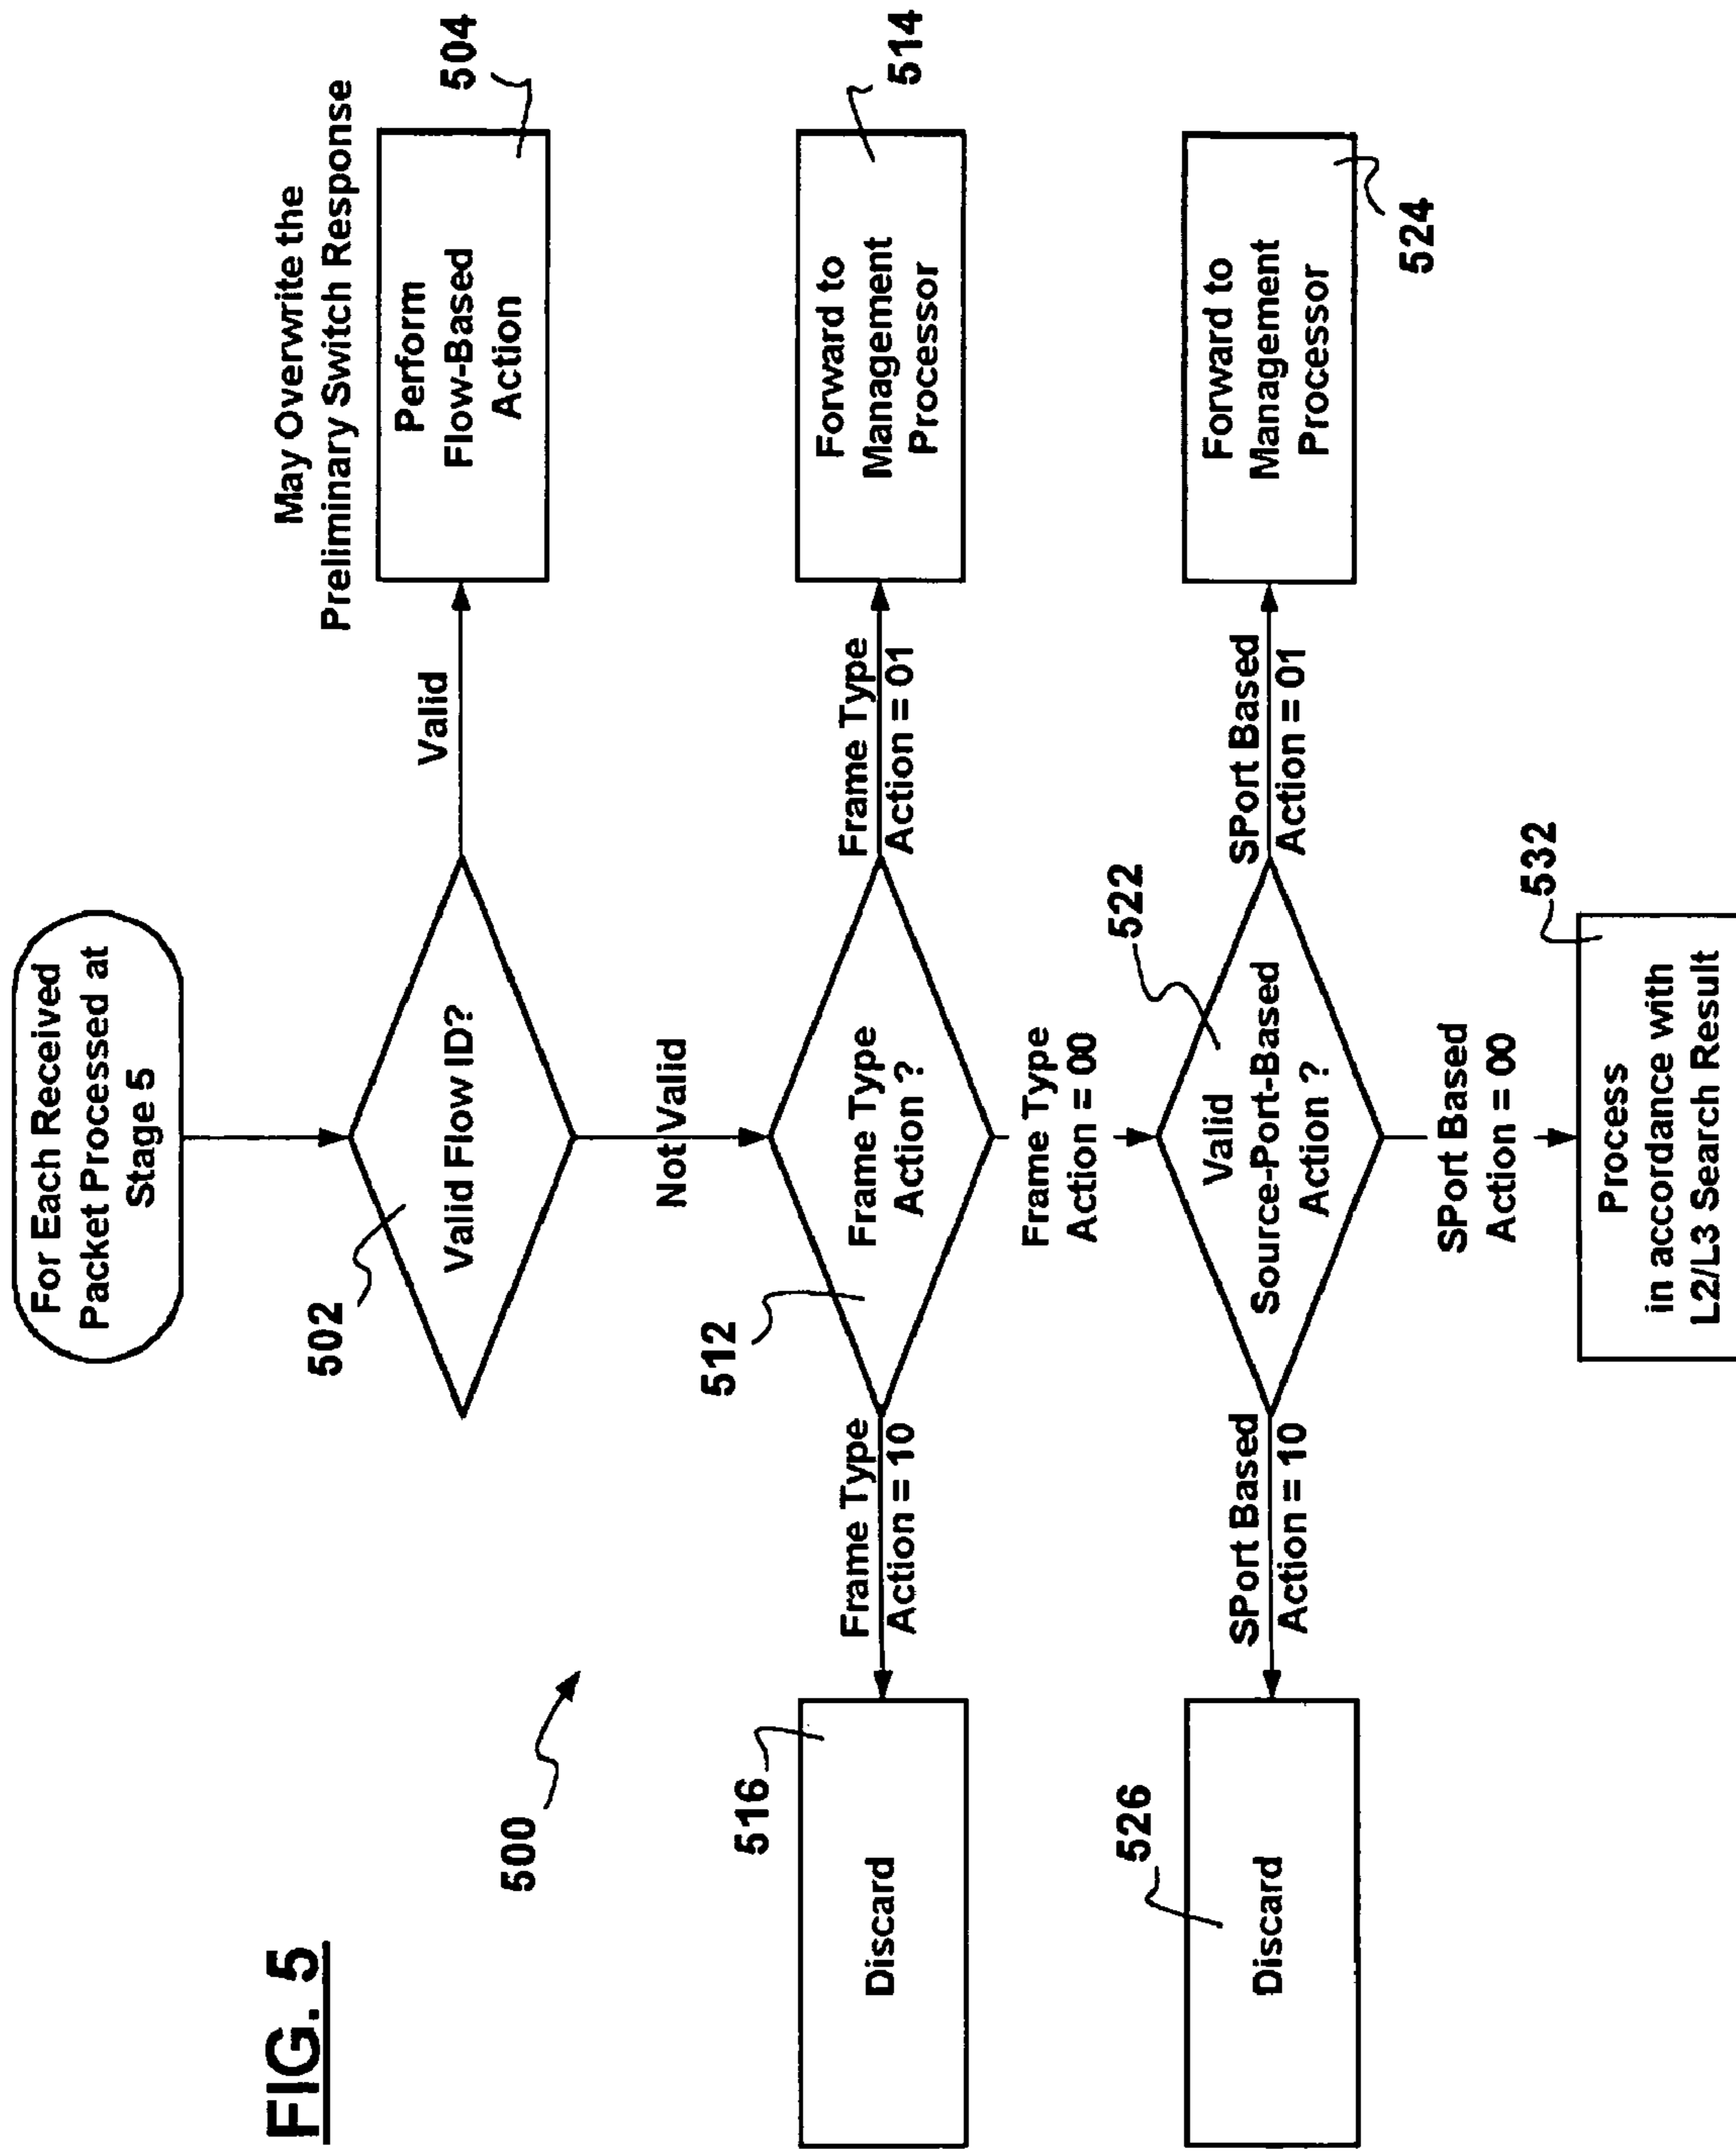 FIG. 5
500
For Each Received
Packet Processed at
Stage 5
502
Valid Flow ID?
Valid
May Overwrite the
Preliminary Switch Response
Perform
Flow-Based
Action
504
Not Valid
512
Frame Type
Action ?
Frame Type
Action = 10
516
Discard
Frame Type
Action = 01
Forward to
Management
Processor
514
Frame Type
Action = 00
522
Valid
Source-Port-Based
Action ?
SPort Based
Action = 10
526
Discard
SPort Based
Action = 01
Forward to
Management
Processor
524
SPort Based
Action = 00
532
Process
in accordance with
L2/L3 Search Result